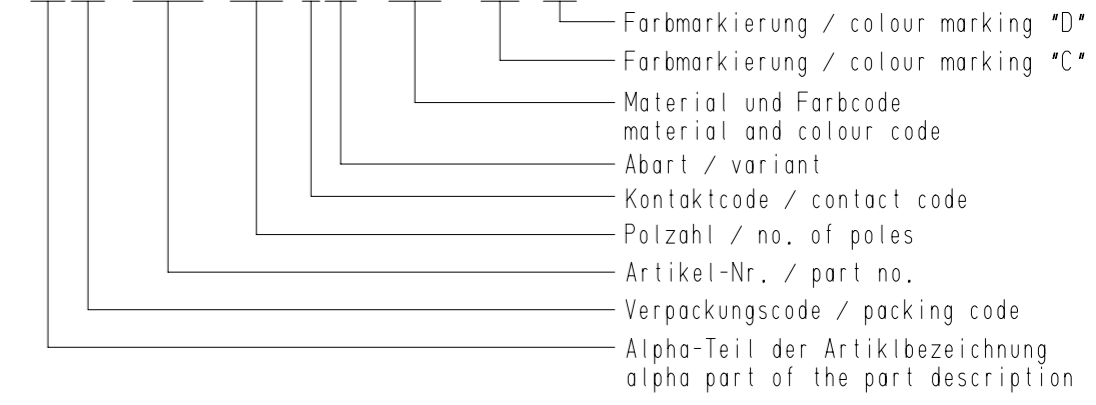 Farbmarkierung / colour marking "D"
Farbmarkierung / colour marking "C"
Material und Farbcode
material and colour code
Abart / variant
Kontaktcode / contact code
Polzahl / no. of poles
Artikel-Nr. / part no.
Verpackungscode / packing code
Alpha-Teil der Artiklbezeichnung
alpha part of the part description